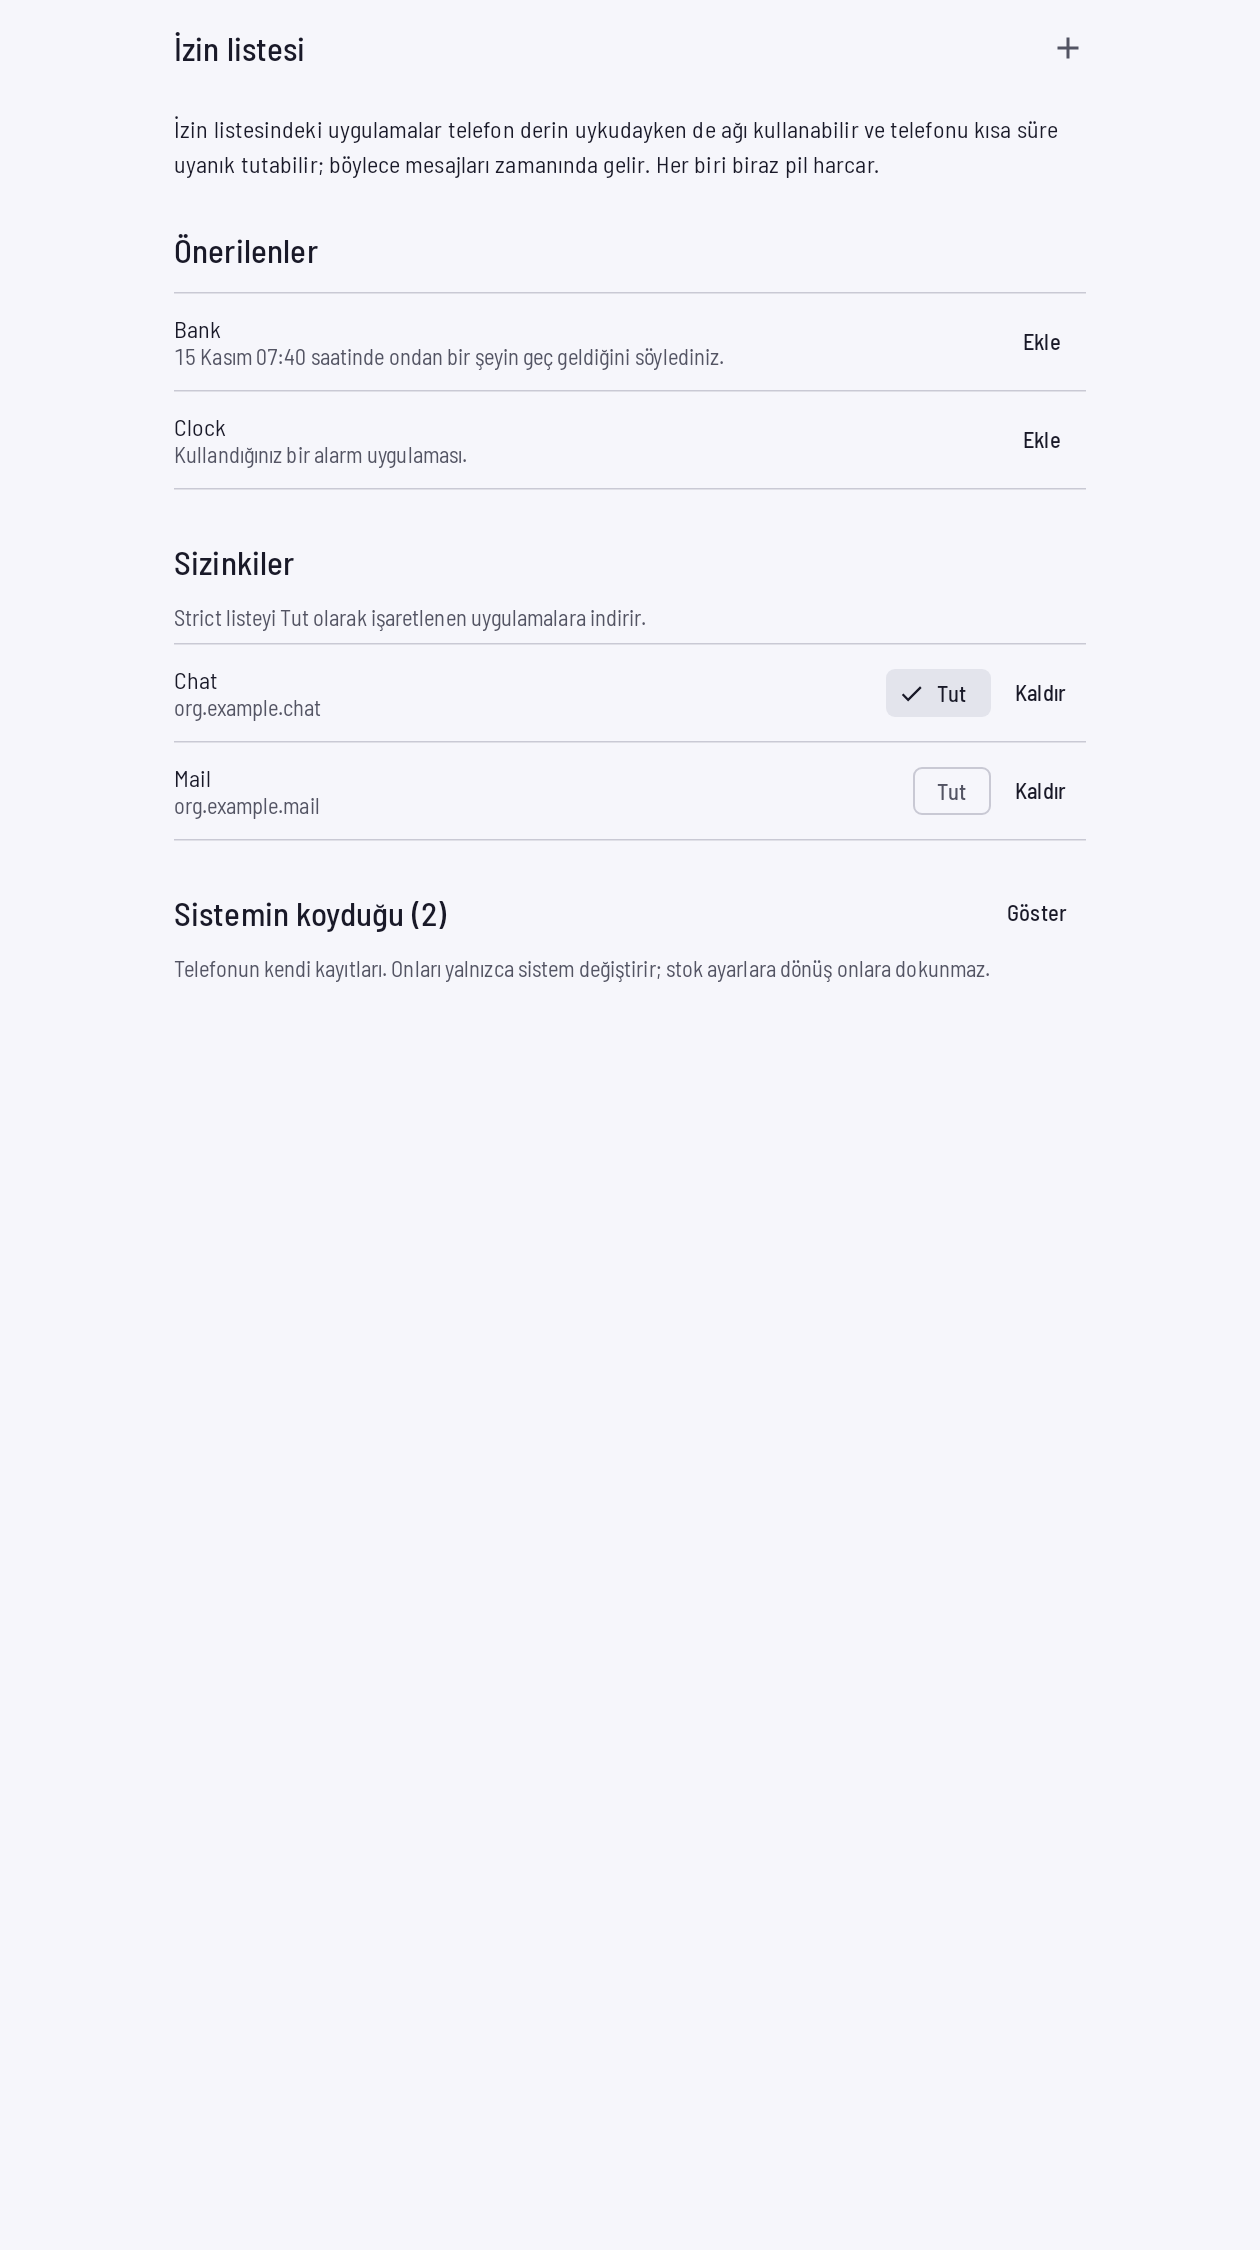 İzin listesi
İzin listesindeki uygulamalar telefon derin uykudayken de ağı kullanabilir ve telefonu kısa süre
uyanık tutabilir; böylece mesajları zamanında gelir. Her biri biraz pil harcar.
Önerilenler
Bank
15 Kasım 07:40 saatinde ondan bir şeyin geç geldiğini söylediniz.
Ekle
Clock
Kullandığınız bir alarm uygulaması.
Ekle
Sizinkiler
Strict listeyi Tut olarak işaretlenen uygulamalara indirir.
Chat
org.example.chat
Tut
Kaldır
Mail
org.example.mail
Tut
Kaldır
Sistemin koyduğu (2)
Göster
Telefonun kendi kayıtları. Onları yalnızca sistem değiştirir; stok ayarlara dönüş onlara dokunmaz.